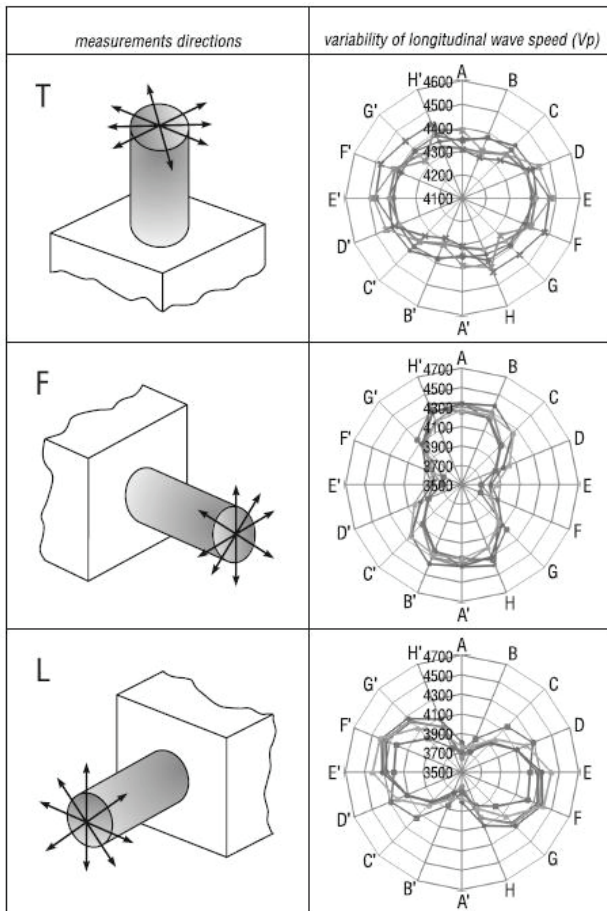 measurements directions
variability of longitudinal wave speed (Vp)
T
A
B
C
D
E
F
G
H
A'
B'
C'
D'
E'
F'
G'
H'
4600
4500
4400
4300
4200
4100
F
A
B
C
D
E
F
G
H
A'
B'
C'
D'
E'
F'
G'
H'
4700
4500
4300
4100
3900
3700
3500
L
A
B
C
D
E
F
G
H
A'
B'
C'
D'
E'
F'
G'
H'
4700
4500
4300
4100
3900
3700
3500